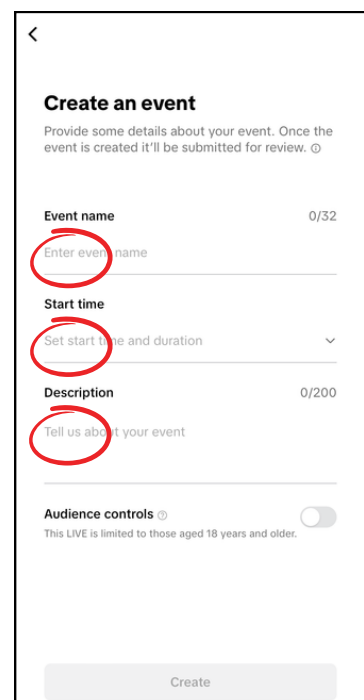 Create an event
Provide some details about your event. Once the
event is created it'll be submitted for review.
Event name 0/32
Enter event name
Start time
Set start time and duration
Description 0/200
Tell us about your event
Audience controls
This LIVE is limited to those aged 18 years and older.
Create